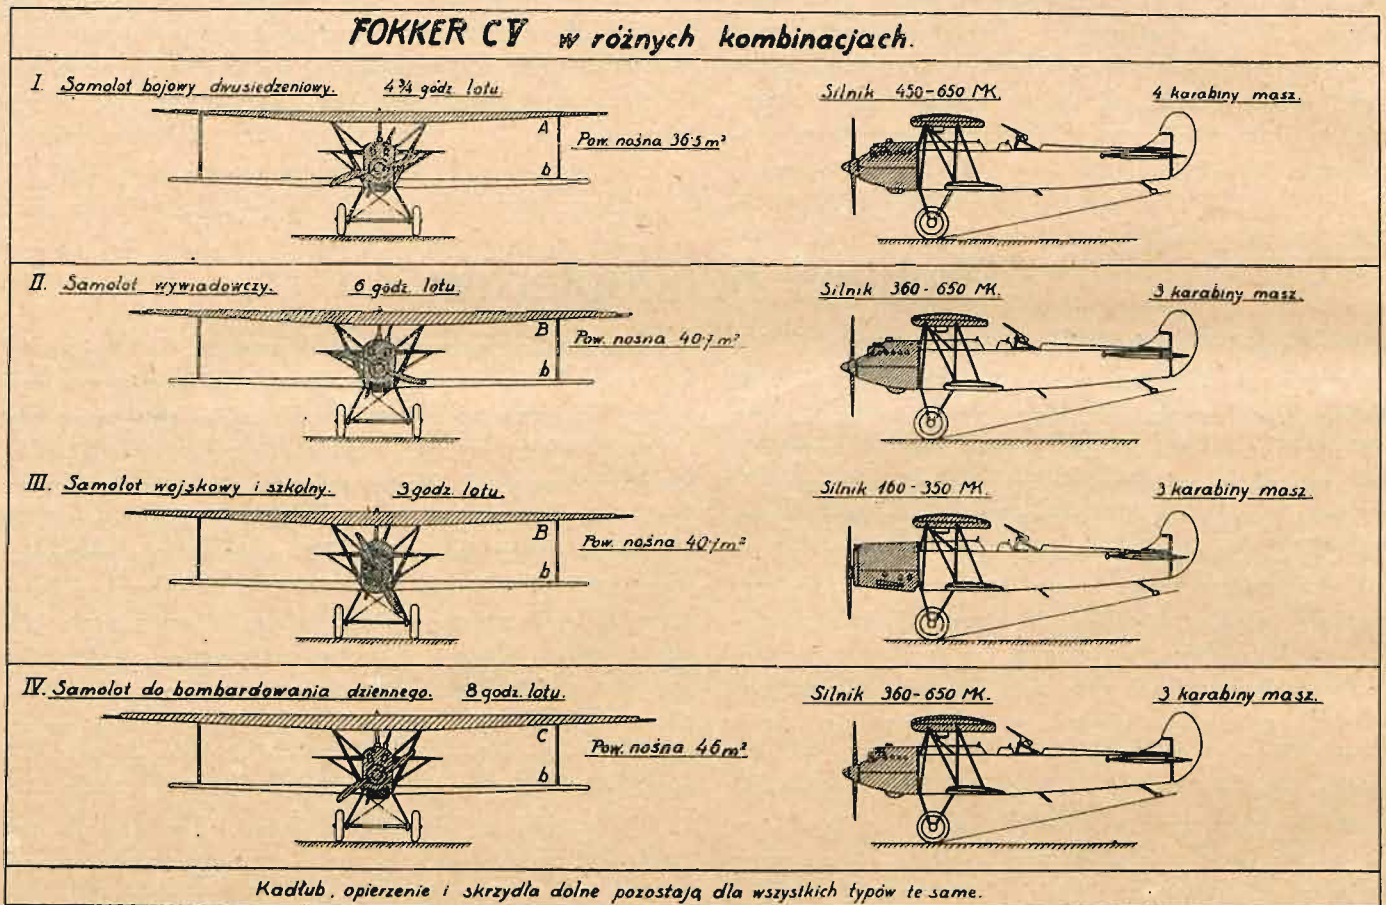 FOKKER C V w różnych kombinacjach.
I. Samolot bojowy dwusiedzeniowy. 4 3/4 godz. lotu. Silnik 450-650 MK. 4 karabiny masz.
A
Pow. nośna 36·5 m²
b
II. Samolot wywiadowczy. 6 godz. lotu. Silnik 360-650 MK. 3 karabiny masz.
B
Pow. nośna 40·7 m²
b
III. Samolot wojskowy i szkolny. 3 godz. lotu. Silnik 160-350 MK. 3 karabiny masz.
B
Pow. nośna 40·7 m²
b
IV. Samolot do bombardowania dziennego. 8 godz. lotu. Silnik 360-650 MK. 3 karabiny masz.
C
Pow. nośna 46 m²
b
Kadłub, opierzenie i skrzydła dolne pozostają dla wszystkich typów te same.